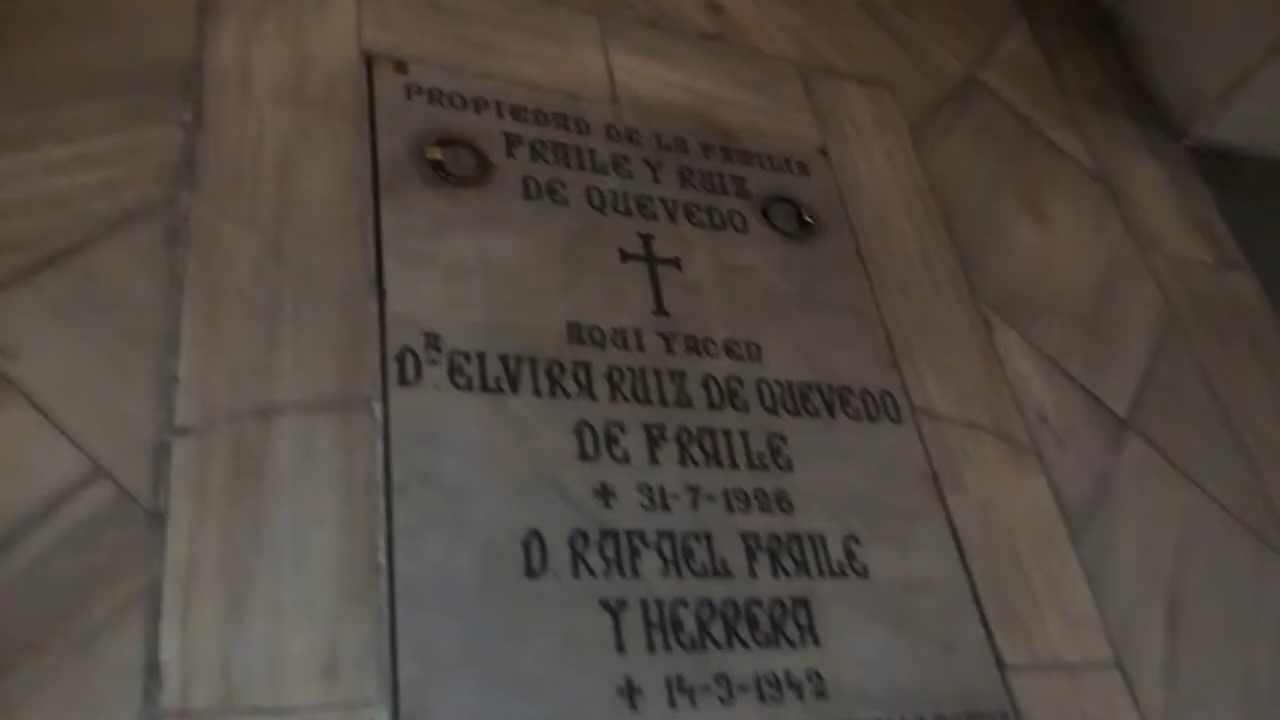 PROPIEDAD DE LA FAMILIA
FRAILE Y RUIZ
DE QUEVEDO
AQUI YACEN
Dª ELVIRA RUIZ DE QUEVEDO
DE FRAILE
+ 31-7-1926
D. RAFAEL FRAILE
Y HERRERA
+ 14-9-1942